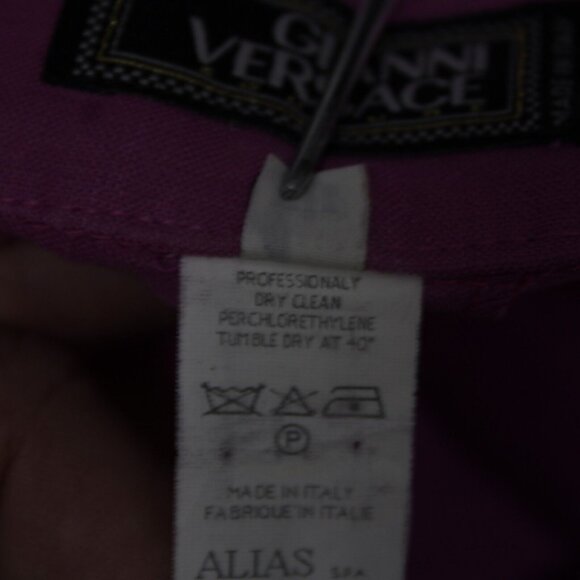 GIANNI
VERSACE
PROFESSIONALY
DRY CLEAN
PERCHLORETHYLENE
TUMBLE DRY AT 40°
P
MADE IN ITALY
FABRIQUE IN ITALIE
ALIAS S.P.A.